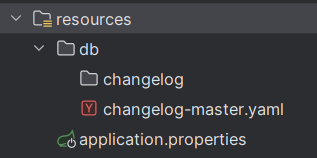 resources
db
changelog
changelog-master.yaml
application.properties